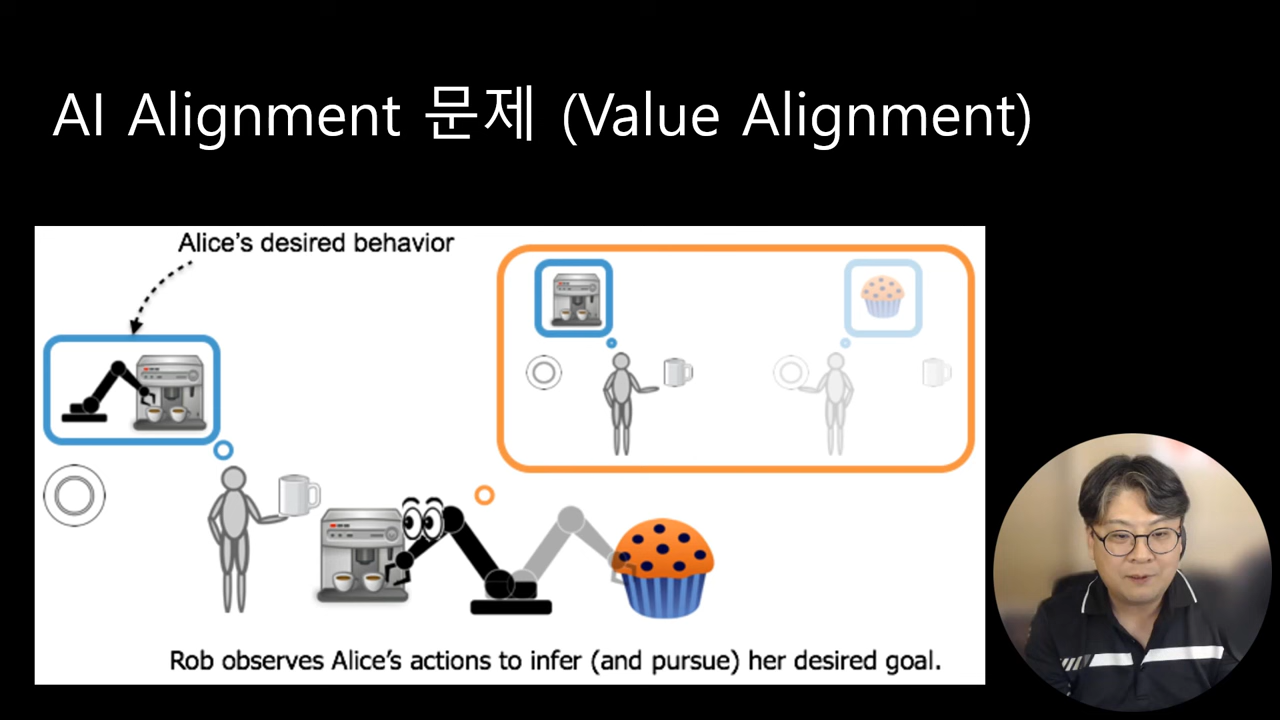 AI Alignment 문제 (Value Alignment)
Alice's desired behavior
Rob observes Alice's actions to infer (and pursue) her desired goal.